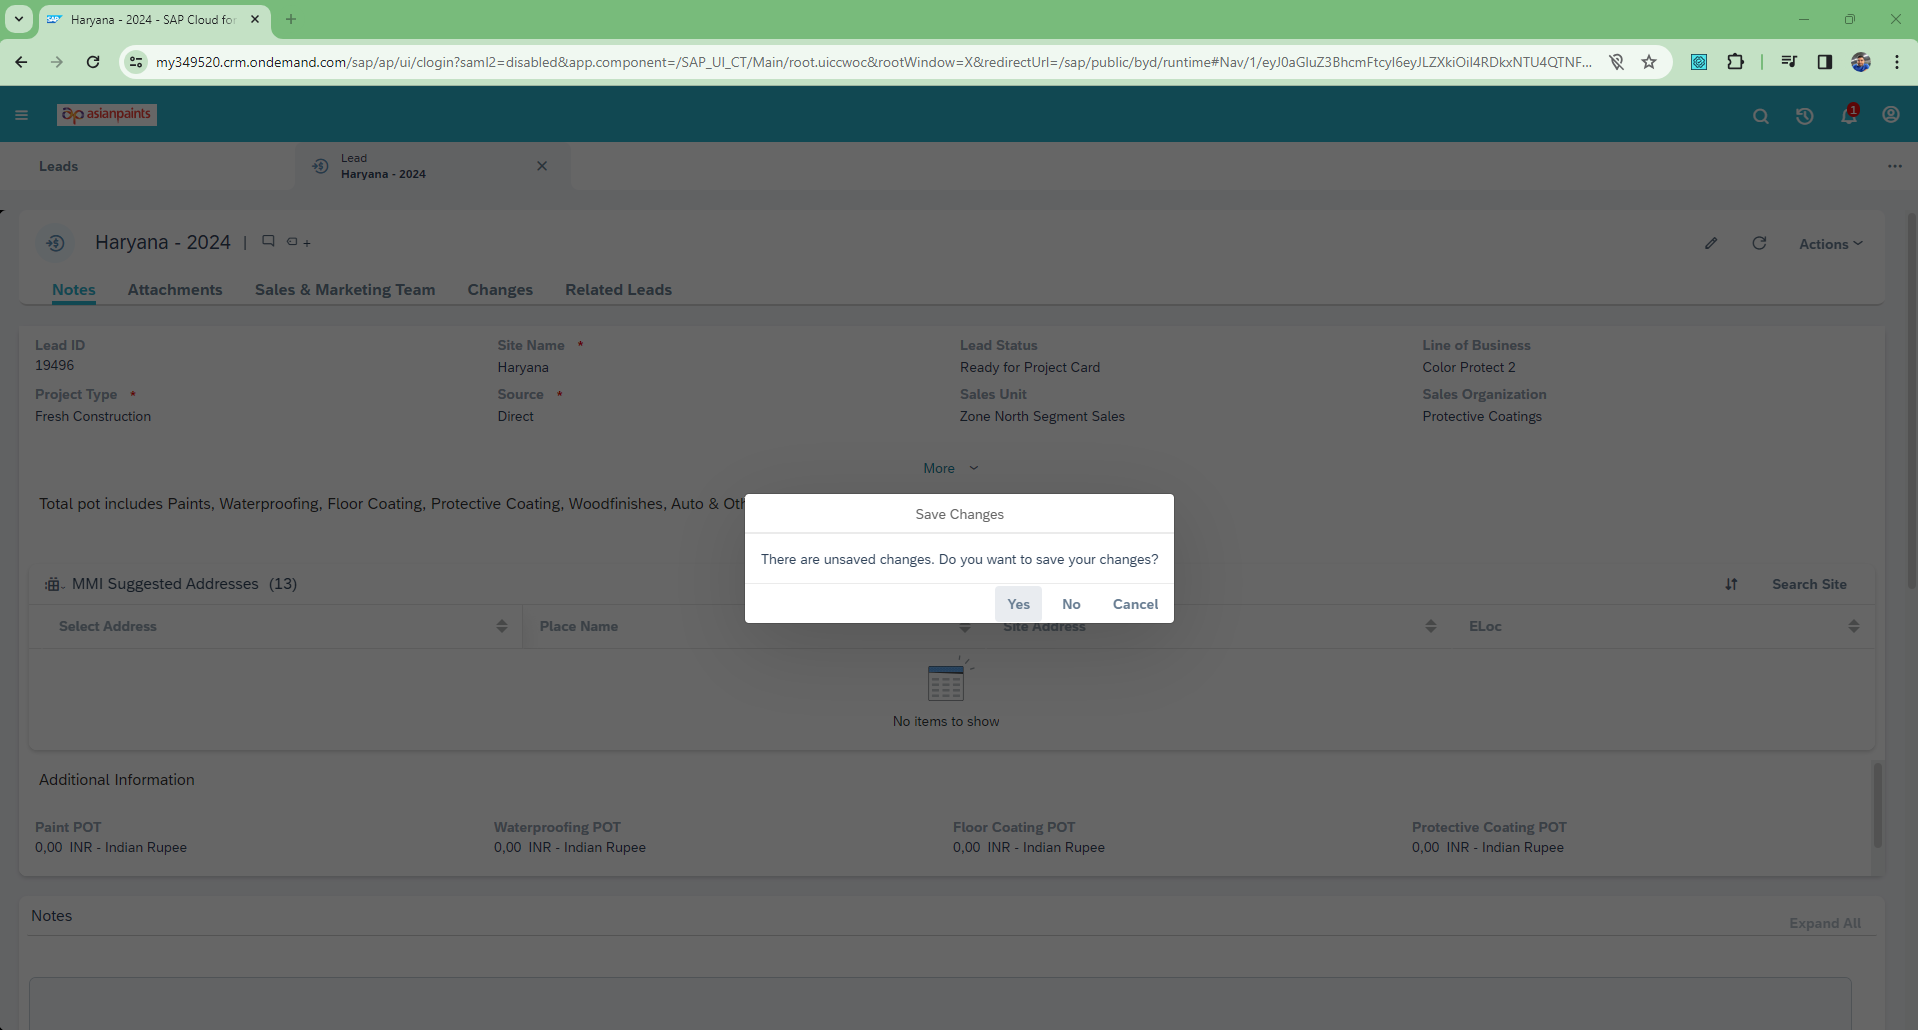 Haryana - 2024 - SAP Cloud for
my349520.crm.ondemand.com/sap/ap/ui/clogin?saml2=disabled&app.component=/SAP_UI_CT/Main/root.uiccwoc&rootWindow=X&redirectUrl=/sap/public/byd/runtime#Nav/1/eyJ0aGluZ3BhcmFtcyI6eyJLZXkiOiI4RDkxNTU4QTNF...
asianpaints
1
Leads
Lead
Haryana - 2024
Haryana - 2024 |
Actions
Notes Attachments Sales & Marketing Team Changes Related Leads
Lead ID Site Name * Lead Status Line of Business
19496 Haryana Ready for Project Card Color Protect 2
Project Type * Source * Sales Unit Sales Organization
Fresh Construction Direct Zone North Segment Sales Protective Coatings
More
Total pot includes Paints, Waterproofing, Floor Coating, Protective Coating, Woodfinishes, Auto &
Save Changes
There are unsaved changes. Do you want to save your changes?
Yes No Cancel
MMI Suggested Addresses (13) Search Site
Select Address Place Name Site Address ELoc
No items to show
Additional Information
Paint POT Waterproofing POT Floor Coating POT Protective Coating POT
0,00 INR - Indian Rupee 0,00 INR - Indian Rupee 0,00 INR - Indian Rupee 0,00 INR - Indian Rupee
Notes
Expand All